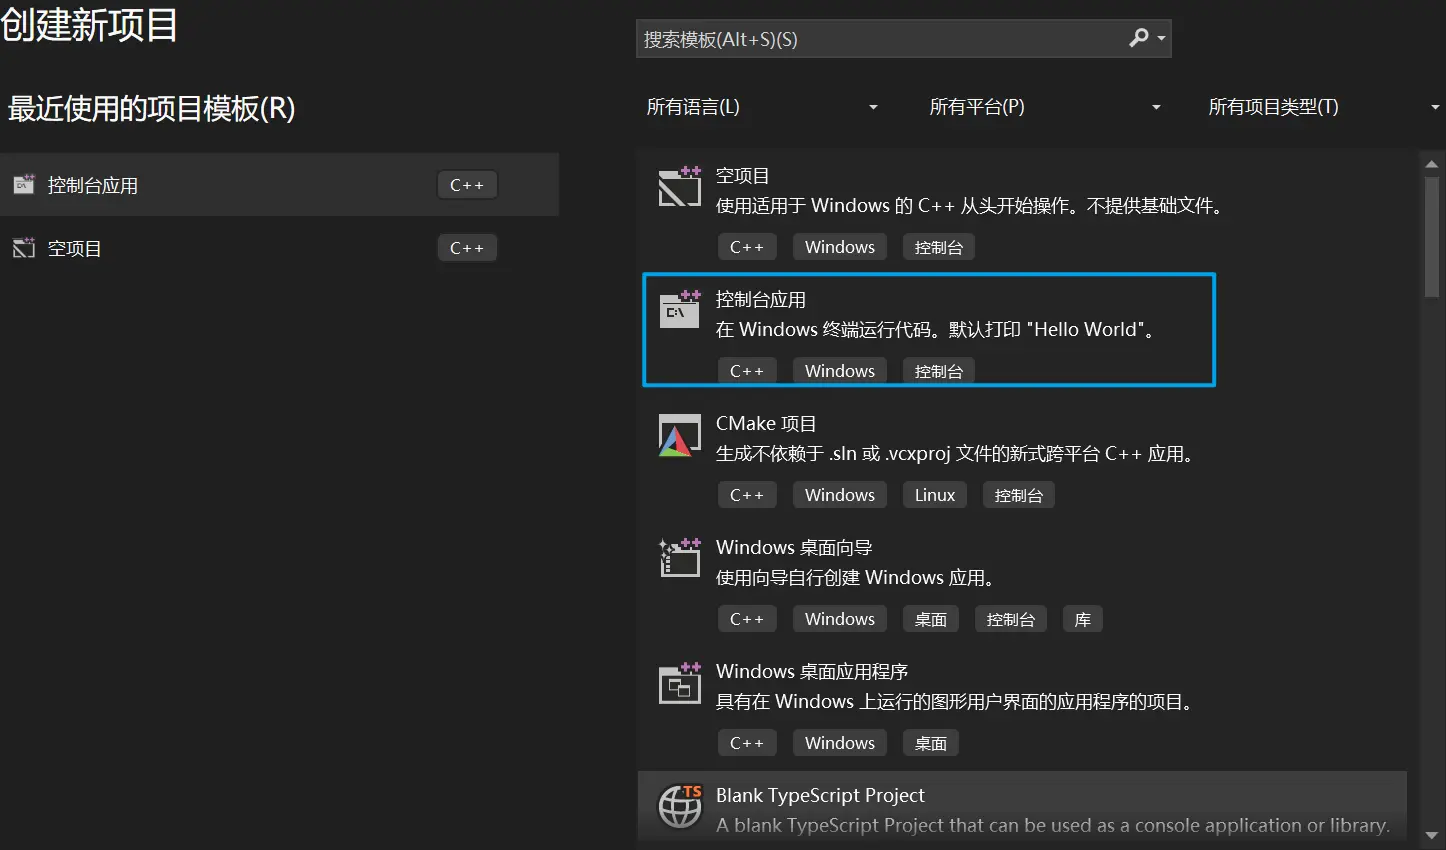 创建新项目
搜索模板(Alt+S)(S)
最近使用的项目模板(R)
所有语言(L)
所有平台(P)
所有项目类型(T)
控制台应用
C++
空项目
C++
空项目
使用适用于 Windows 的 C++ 从头开始操作。不提供基础文件。
C++
Windows
控制台
控制台应用
C:\
在 Windows 终端运行代码。默认打印 "Hello World"。
C++
Windows
控制台
CMake 项目
生成不依赖于 .sln 或 .vcxproj 文件的新式跨平台 C++ 应用。
C++
Windows
Linux
控制台
Windows 桌面向导
使用向导自行创建 Windows 应用。
C++
Windows
桌面
控制台
库
Windows 桌面应用程序
具有在 Windows 上运行的图形用户界面的应用程序的项目。
C++
Windows
桌面
TS
Blank TypeScript Project
A blank TypeScript Project that can be used as a console application or library.